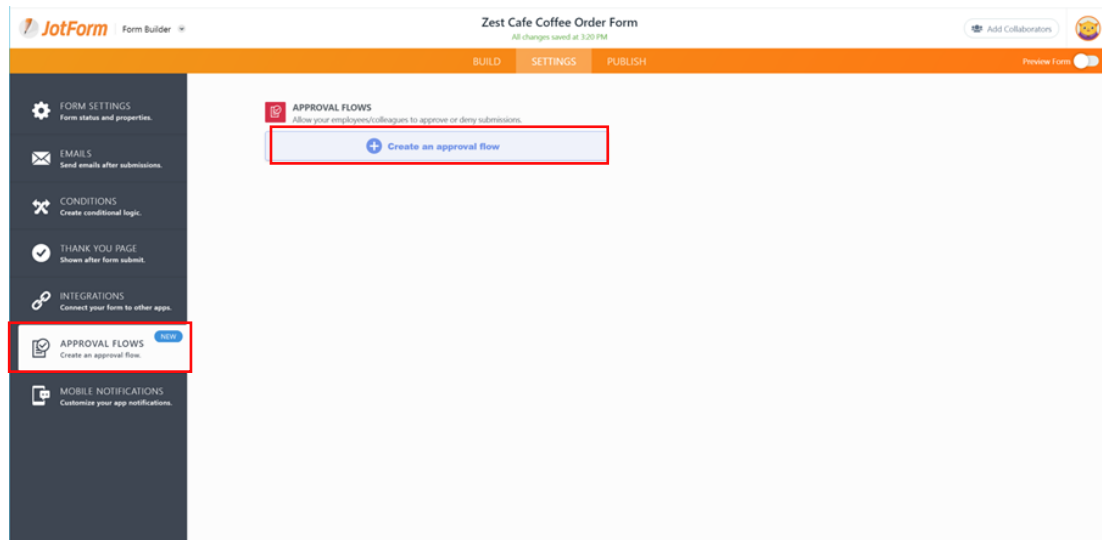 JotForm Form Builder
Zest Cafe Coffee Order Form
All changes saved at 3:20 PM
Add Collaborators
BUILD SETTINGS PUBLISH
Preview Form
FORM SETTINGS
Form status and properties.
EMAILS
Send emails after submissions.
CONDITIONS
Create conditional logic.
THANK YOU PAGE
Shown after form submit.
INTEGRATIONS
Connect your form to other apps.
APPROVAL FLOWS NEW
Create an approval flow.
MOBILE NOTIFICATIONS
Customize your app notifications.
APPROVAL FLOWS
Allow your employees/colleagues to approve or deny submissions.
Create an approval flow